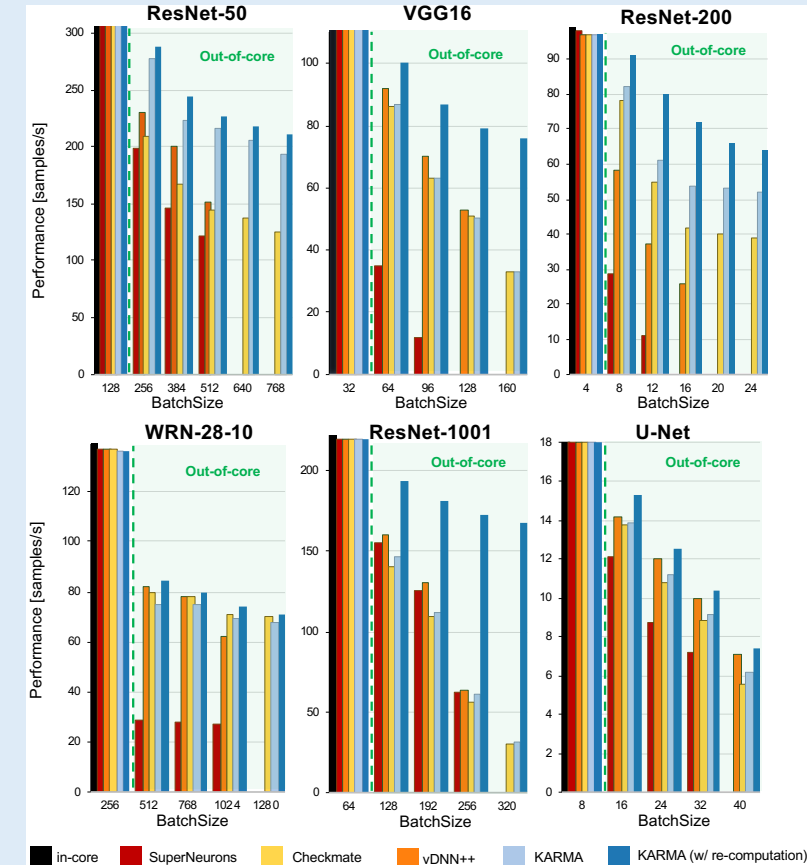 ResNet-50
VGG16
ResNet-200
Performance [samples/s]
300
250
200
150
100
50
0
Out-of-core
128 256 384 512 640 768
BatchSize
100
80
60
40
20
0
Out-of-core
32 64 96 128 160
BatchSize
90
80
70
60
50
40
30
20
10
0
Out-of-core
4 8 12 16 20 24
BatchSize
WRN-28-10
ResNet-1001
U-Net
Performance [samples/s]
120
100
80
60
40
20
0
Out-of-core
256 512 768 1024 1280
BatchSize
200
150
100
50
0
Out-of-core
64 128 192 256 320
BatchSize
18
16
14
12
10
8
6
4
2
0
Out-of-core
8 16 24 32 40
BatchSize
in-core SuperNeurons Checkmate vDNN++ KARMA KARMA (w/ re-computation)